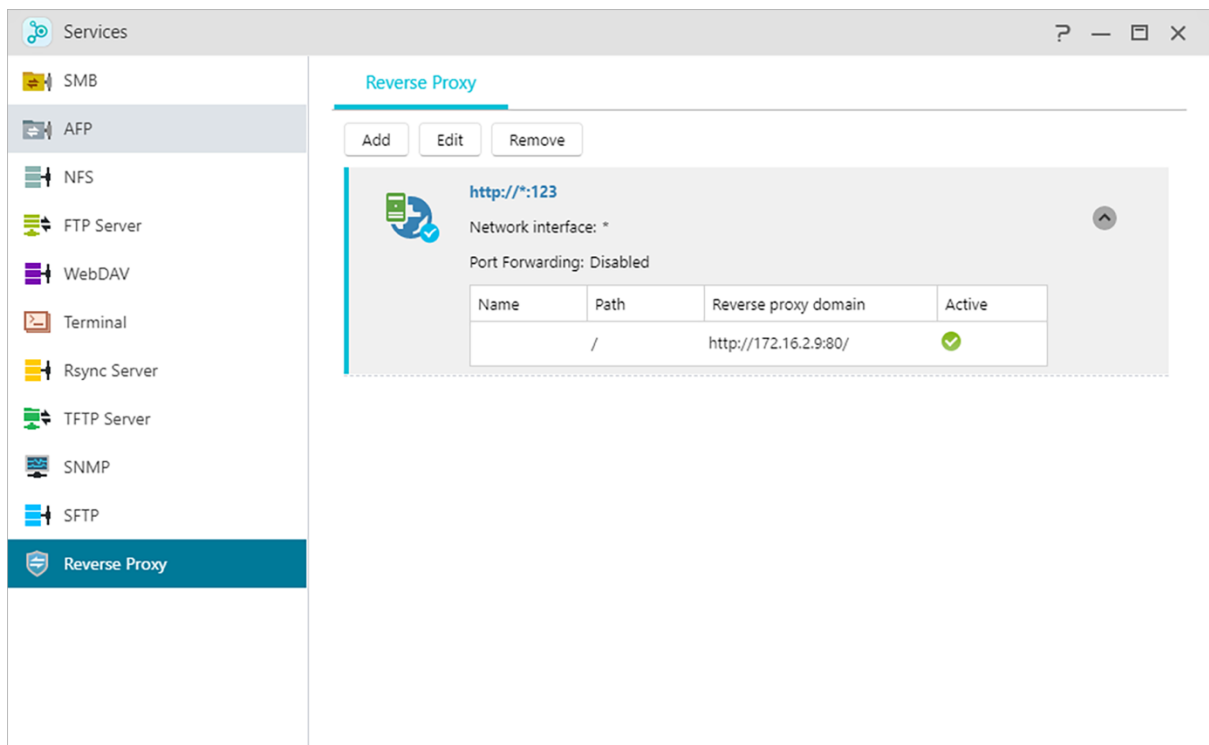 Services
SMB
AFP
NFS
FTP Server
WebDAV
Terminal
Rsync Server
TFTP Server
SNMP
SFTP
Reverse Proxy
Reverse Proxy
Add Edit Remove
http://*:123
Network interface: *
Port Forwarding: Disabled
Name Path Reverse proxy domain Active
/ http://172.16.2.9:80/